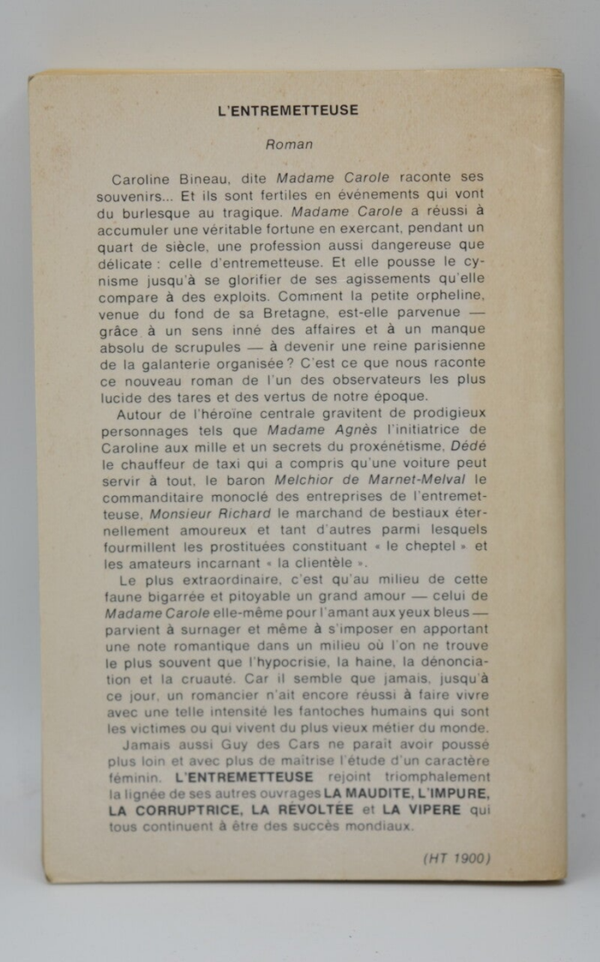 L'ENTREMETTEUSE
Roman
Caroline Bineau, dite Madame Carole raconte ses
souvenirs... Et ils sont fertiles en événements qui vont
du burlesque au tragique. Madame Carole a réussi à
accumuler une véritable fortune en exercant, pendant un
quart de siècle, une profession aussi dangereuse que
délicate : celle d'entremetteuse. Et elle pousse le cy-
nisme jusqu'à se glorifier de ses agissements qu'elle
compare à des exploits. Comment la petite orpheline,
venue du fond de sa Bretagne, est-elle parvenue —
grâce à un sens inné des affaires et à un manque
absolu de scrupules — à devenir une reine parisienne
de la galanterie organisée ? C'est ce que nous raconte
ce nouveau roman de l'un des observateurs les plus
lucide des tares et des vertus de notre époque.
Autour de l'héroïne centrale gravitent de prodigieux
personnages tels que Madame Agnès l'initiatrice de
Caroline aux mille et un secrets du proxénétisme, Dédé
le chauffeur de taxi qui a compris qu'une voiture peut
servir à tout, le baron Melchior de Marnet-Melval le
commanditaire monoclé des entreprises de l'entremet-
teuse, Monsieur Richard le marchand de bestiaux éter-
nellement amoureux et tant d'autres parmi lesquels
fourmillent les prostituées constituant « le cheptel » et
les amateurs incarnant « la clientèle ».
Le plus extraordinaire, c'est qu'au milieu de cette
faune bigarrée et pitoyable un grand amour — celui de
Madame Carole elle-même pour l'amant aux yeux bleus —
parvient à surnager et même à s'imposer en apportant
une note romantique dans un milieu où l'on ne trouve
le plus souvent que l'hypocrisie, la haine, la dénoncia-
tion et la cruauté. Car il semble que jamais, jusqu'à
ce jour, un romancier n'ait encore réussi à faire vivre
avec une telle intensité les fantoches humains qui sont
les victimes ou qui vivent du plus vieux métier du monde.
Jamais aussi Guy des Cars ne paraît avoir poussé
plus loin et avec plus de maîtrise l'étude d'un caractère
féminin. L'ENTREMETTEUSE rejoint triomphalement
la lignée de ses autres ouvrages LA MAUDITE, L'IMPURE,
LA CORRUPTRICE, LA RÉVOLTÉE et LA VIPERE qui
tous continuent à être des succès mondiaux.
(HT 1900)